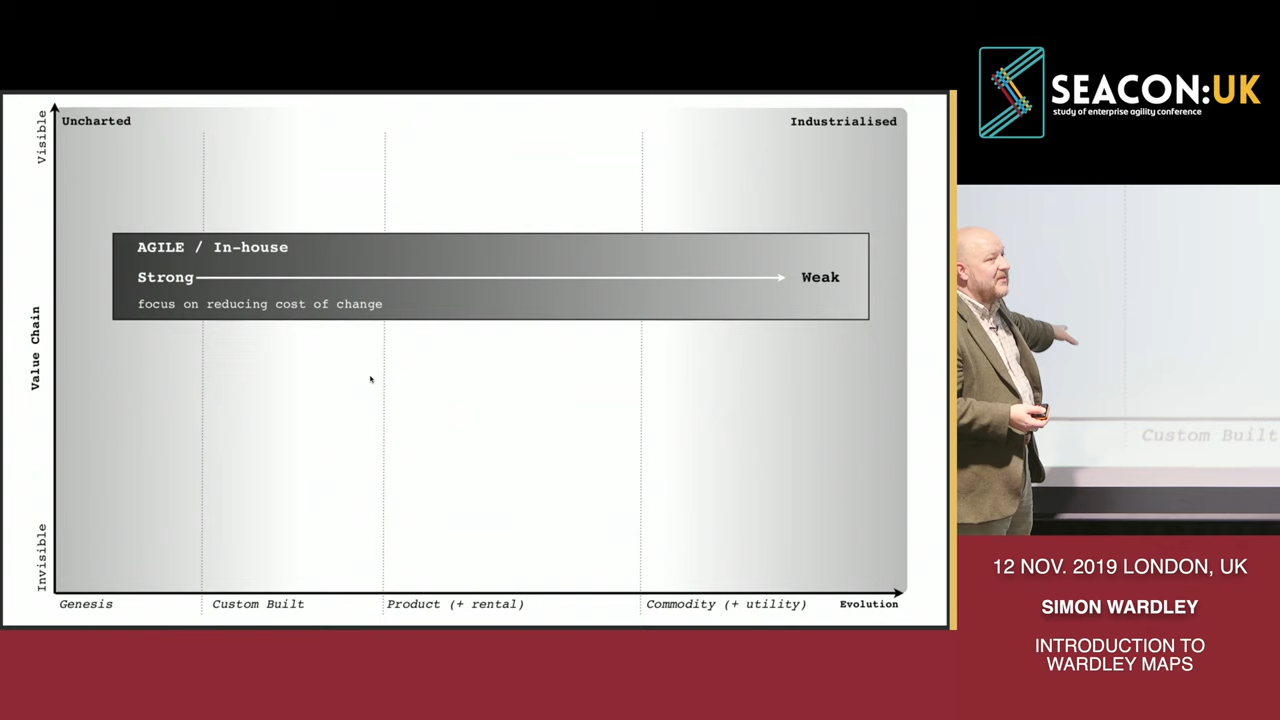 Visible
Uncharted
Industrialised
AGILE / In-house
Strong
Weak
focus on reducing cost of change
Value Chain
Invisible
Genesis
Custom Built
Product (+ rental)
Commodity (+ utility)
Evolution
SEACON:UK
study of enterprise agility conference
Custom Built
12 NOV. 2019 LONDON, UK
SIMON WARDLEY
INTRODUCTION TO
WARDLEY MAPS